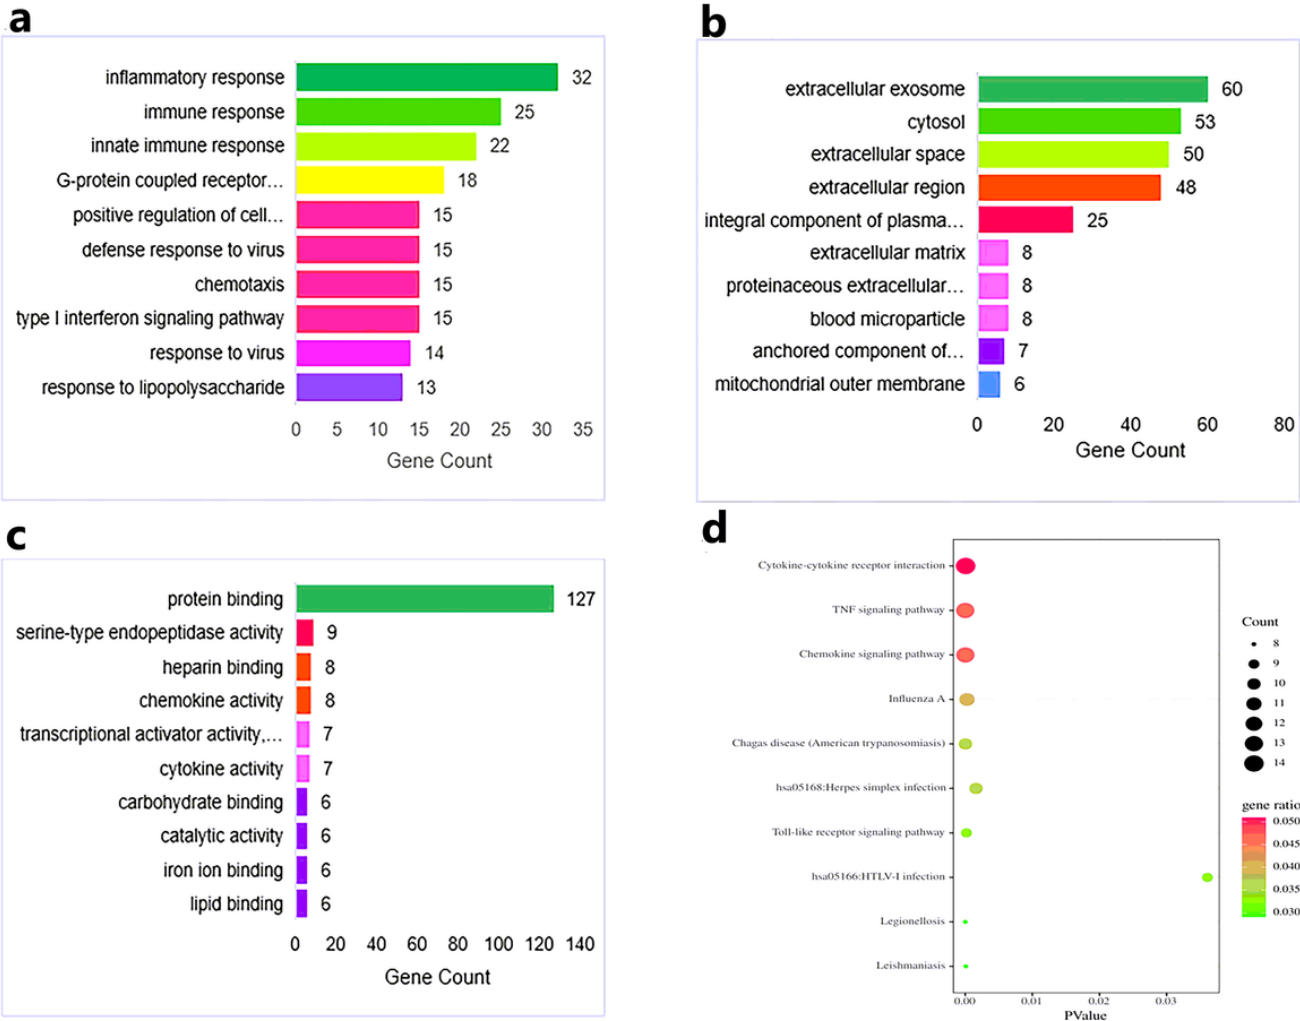 a
inflammatory response 32
immune response 25
innate immune response 22
G-protein coupled receptor... 18
positive regulation of cell... 15
defense response to virus 15
chemotaxis 15
type I interferon signaling pathway 15
response to virus 14
response to lipopolysaccharide 13
0 5 10 15 20 25 30 35
Gene Count
b
extracellular exosome 60
cytosol 53
extracellular space 50
extracellular region 48
integral component of plasma... 25
extracellular matrix 8
proteinaceous extracellular... 8
blood microparticle 8
anchored component of... 7
mitochondrial outer membrane 6
0 20 40 60 80
Gene Count
c
protein binding 127
serine-type endopeptidase activity 9
heparin binding 8
chemokine activity 8
transcriptional activator activity,... 7
cytokine activity 7
carbohydrate binding 6
catalytic activity 6
iron ion binding 6
lipid binding 6
0 20 40 60 80 100 120 140
Gene Count
d
Cytokine-cytokine receptor interaction
TNF signaling pathway
Chemokine signaling pathway
Influenza A
Chagas disease (American trypanosomiasis)
hsa05168:Herpes simplex infection
Toll-like receptor signaling pathway
hsa05166:HTLV-I infection
Legionellosis
Leishmaniasis
0.00 0.01 0.02 0.03
PValue
Count
8
9
10
11
12
13
14
gene ratio
0.050
0.045
0.040
0.035
0.030